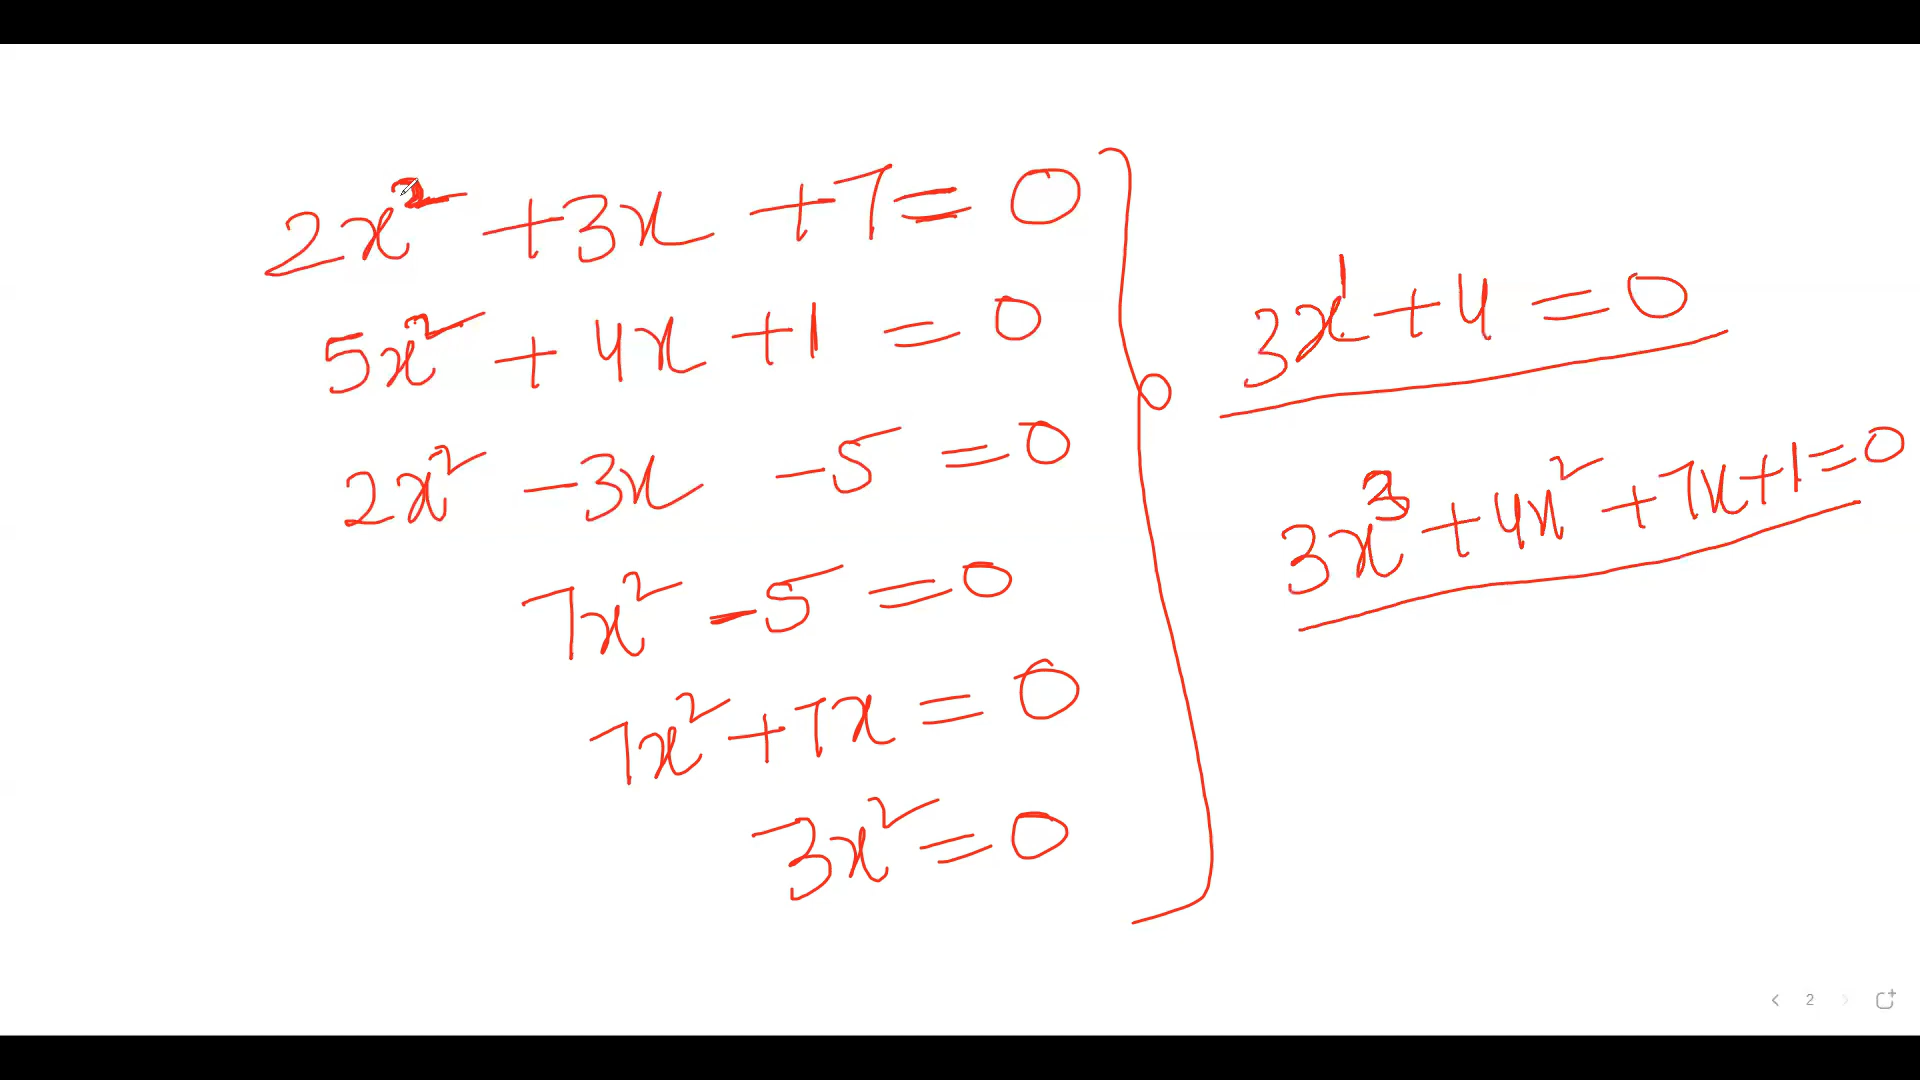 2x² + 3x + 7 = 0
5x² + 4x + 1 = 0
2x² - 3x - 5 = 0
7x² - 5 = 0
7x² + 7x = 0
3x² = 0
3x¹ + 4 = 0
3x³ + 4x² + 7x + 1 = 0
2